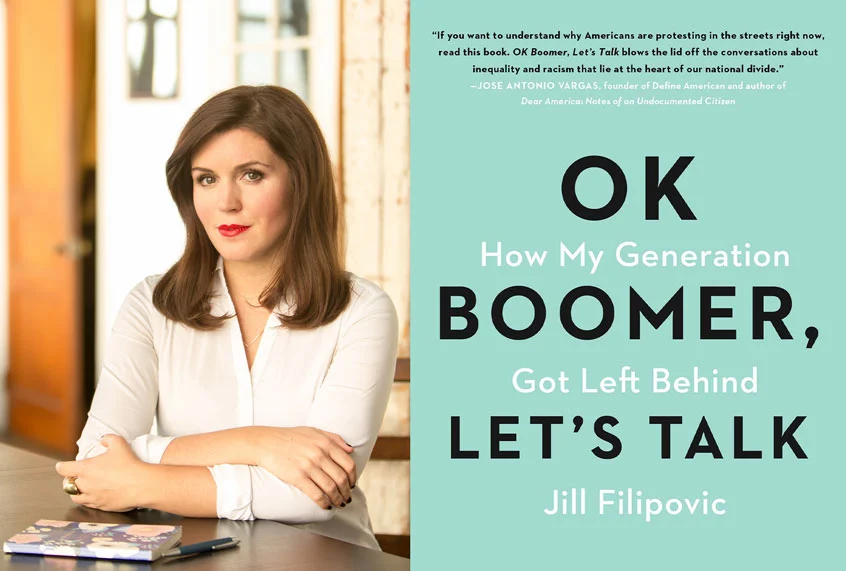 “If you want to understand why Americans are protesting in the streets right now,
read this book. OK Boomer, Let’s Talk blows the lid off the conversations about
inequality and racism that lie at the heart of our national divide.”
—JOSE ANTONIO VARGAS, founder of Define American and author of
Dear America: Notes of an Undocumented Citizen
OK
How My Generation
BOOMER,
Got Left Behind
LET’S TALK
Jill Filipovic